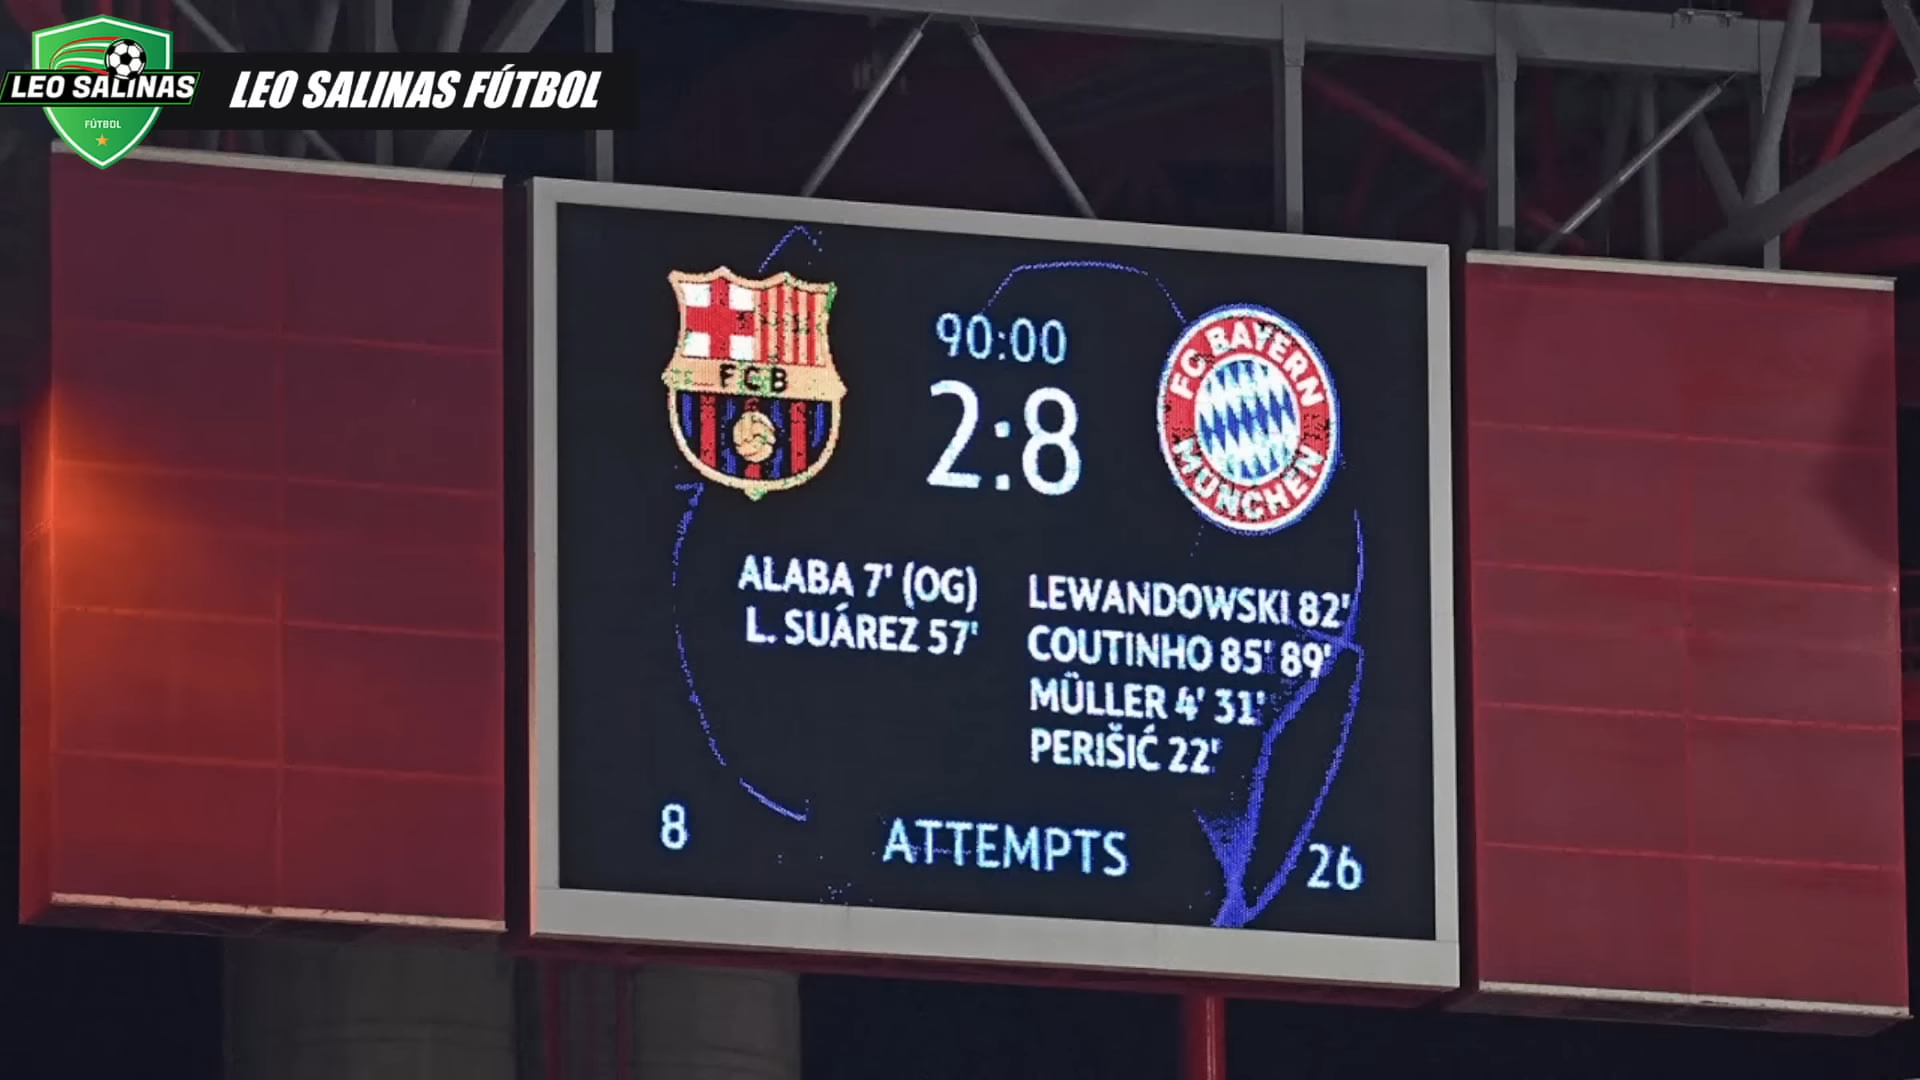 LEO SALINAS
FÚTBOL
LEO SALINAS FÚTBOL
FCB
90:00
2:8
FC BAYERN
MÜNCHEN
ALABA 7' (OG)
L. SUÁREZ 57'
LEWANDOWSKI 82'
COUTINHO 85' 89'
MÜLLER 4' 31'
PERIŠIĆ 22'
8 ATTEMPTS 26